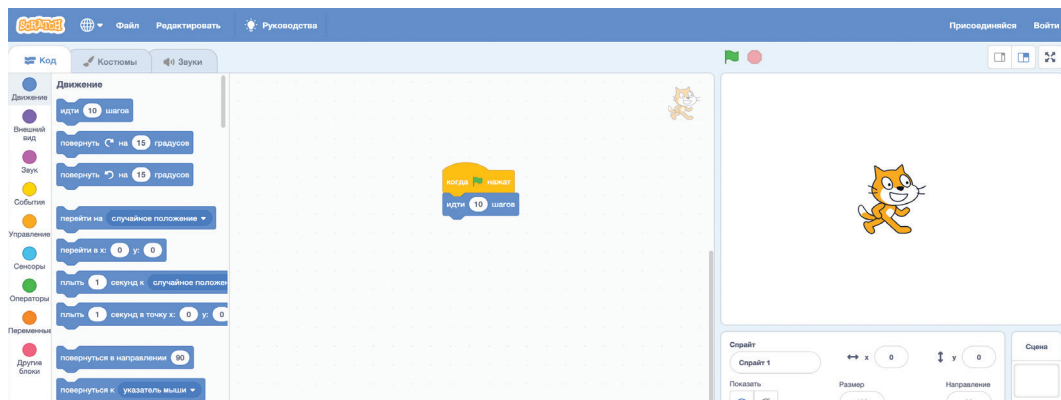 SCRATCH Файл Редактировать Руководства Присоединяйся Войти
Код Костюмы Звуки
Движение
Внешний вид
Звук
События
Управление
Сенсоры
Операторы
Переменные
Другие блоки
Движение
идти 10 шагов
повернуть на 15 градусов
повернуть на 15 градусов
перейти на случайное положение
перейти в x: 0 y: 0
плыть 1 секунд к случайное
плыть 1 секунд в точку x: 0 y: 0
повернуться в направлении 90
повернуться к указатель мыши
когда нажат
идти 10 шагов
Спрайт
Спрайт 1 x 0 y 0
Показать Размер Направление
Сцена